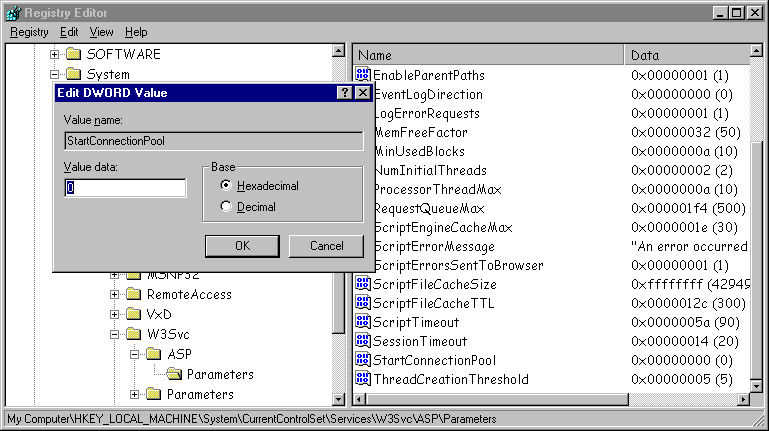 Registry Editor
Registry Edit View Help
SOFTWARE
System
MSNP32
RemoteAccess
VxD
W3Svc
ASP
Parameters
Parameters
Edit DWORD Value
Value name:
StartConnectionPool
Value data:
0
Base
Hexadecimal
Decimal
OK Cancel
Name Data
EnableParentPaths 0x00000001 (1)
EventLogDirection 0x00000000 (0)
LogErrorRequests 0x00000001 (1)
MemFreeFactor 0x00000032 (50)
MinUsedBlocks 0x0000000a (10)
NumInitialThreads 0x00000002 (2)
ProcessorThreadMax 0x0000000a (10)
RequestQueueMax 0x000001f4 (500)
ScriptEngineCacheMax 0x0000001e (30)
ScriptErrorMessage "An error occurred
ScriptErrorsSentToBrowser 0x00000001 (1)
ScriptFileCacheSize 0xffffffff (42949
ScriptFileCacheTTL 0x0000012c (300)
ScriptTimeout 0x0000005a (90)
SessionTimeout 0x00000014 (20)
StartConnectionPool 0x00000000 (0)
ThreadCreationThreshold 0x00000005 (5)
My Computer\HKEY_LOCAL_MACHINE\System\CurrentControlSet\Services\W3Svc\ASP\Parameters